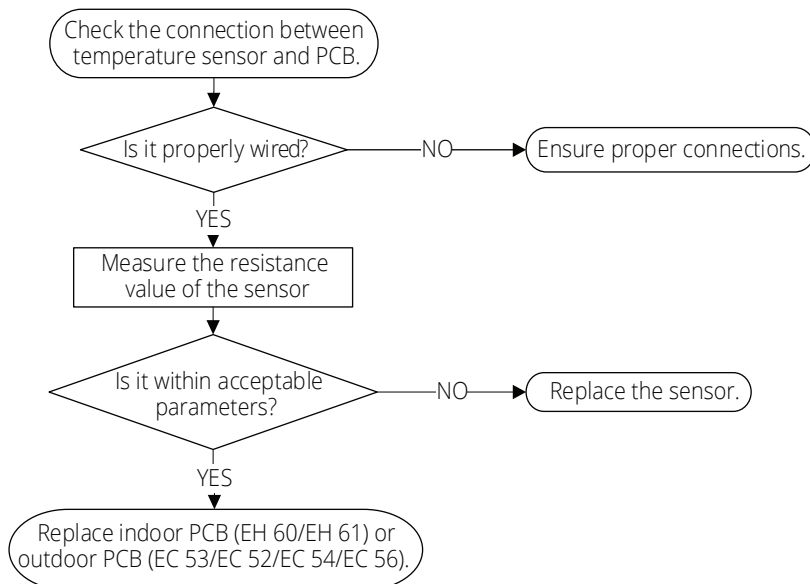 Check the connection between
temperature sensor and PCB.
Is it properly wired?
NO
Ensure proper connections.
YES
Measure the resistance
value of the sensor
Is it within acceptable
parameters?
NO
Replace the sensor.
YES
Replace indoor PCB (EH 60/EH 61) or
outdoor PCB (EC 53/EC 52/EC 54/EC 56).